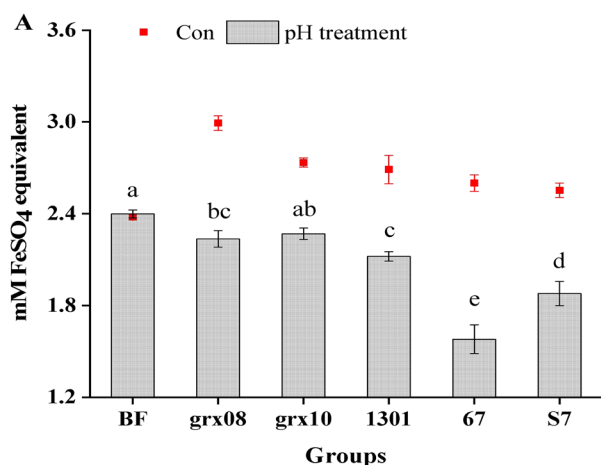 A
Con pH treatment
3.6
3.0
2.4
1.8
1.2
mM FeSO4 equivalent
a
bc
ab
c
e
d
BF grx08 grx10 1301 67 S7
Groups